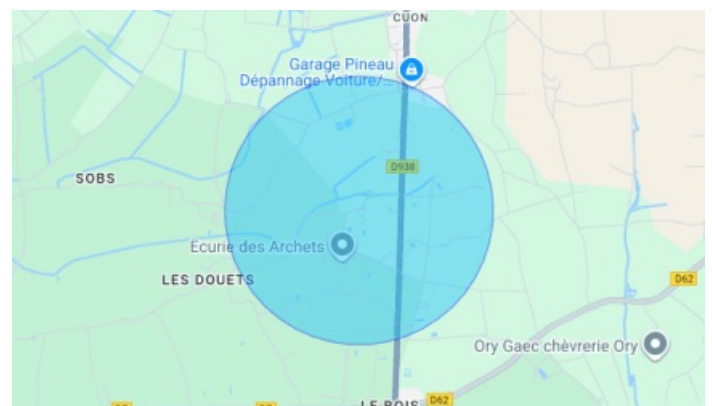 CUON
Garage Pineau
Dépannage Voiture/...
D938
SOBS
Ecurie des Archets
LES DOUETS
D62
Ory Gaec chèvrerie Ory
LE BOIS
D62